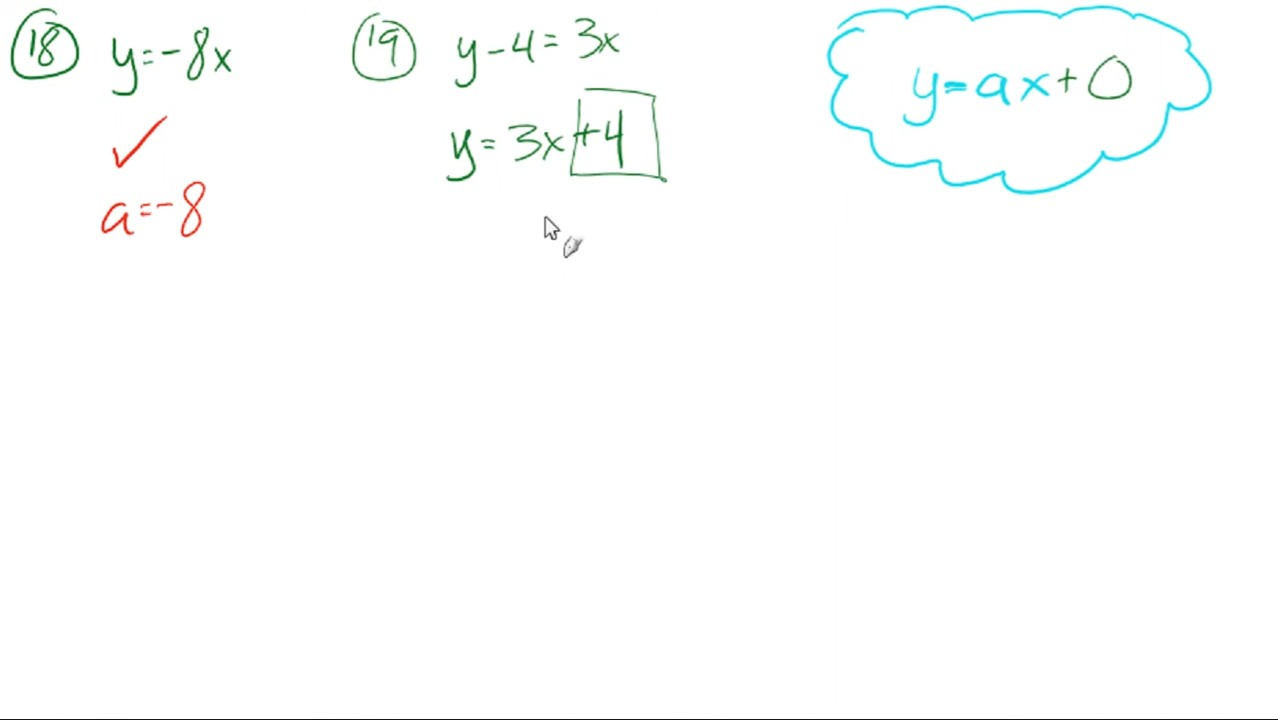 18 y=-8x
✓
a=-8
19 y-4=3x
y=3x+4
y=ax+0